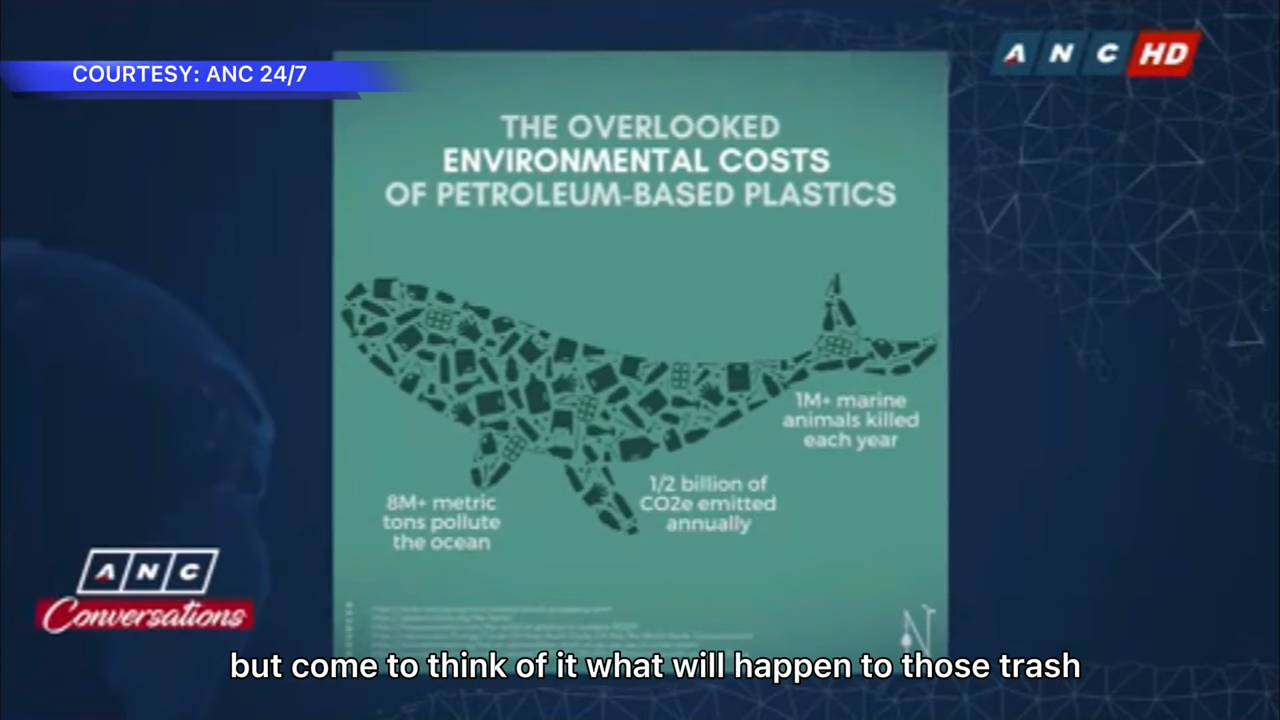 COURTESY: ANC 24/7
ANC HD
THE OVERLOOKED
ENVIRONMENTAL COSTS
OF PETROLEUM-BASED PLASTICS
1M+ marine
animals killed
each year
1/2 billion of
CO2e emitted
annually
8M+ metric
tons pollute
the ocean
ANC
Conversations
but come to think of it what will happen to those trash